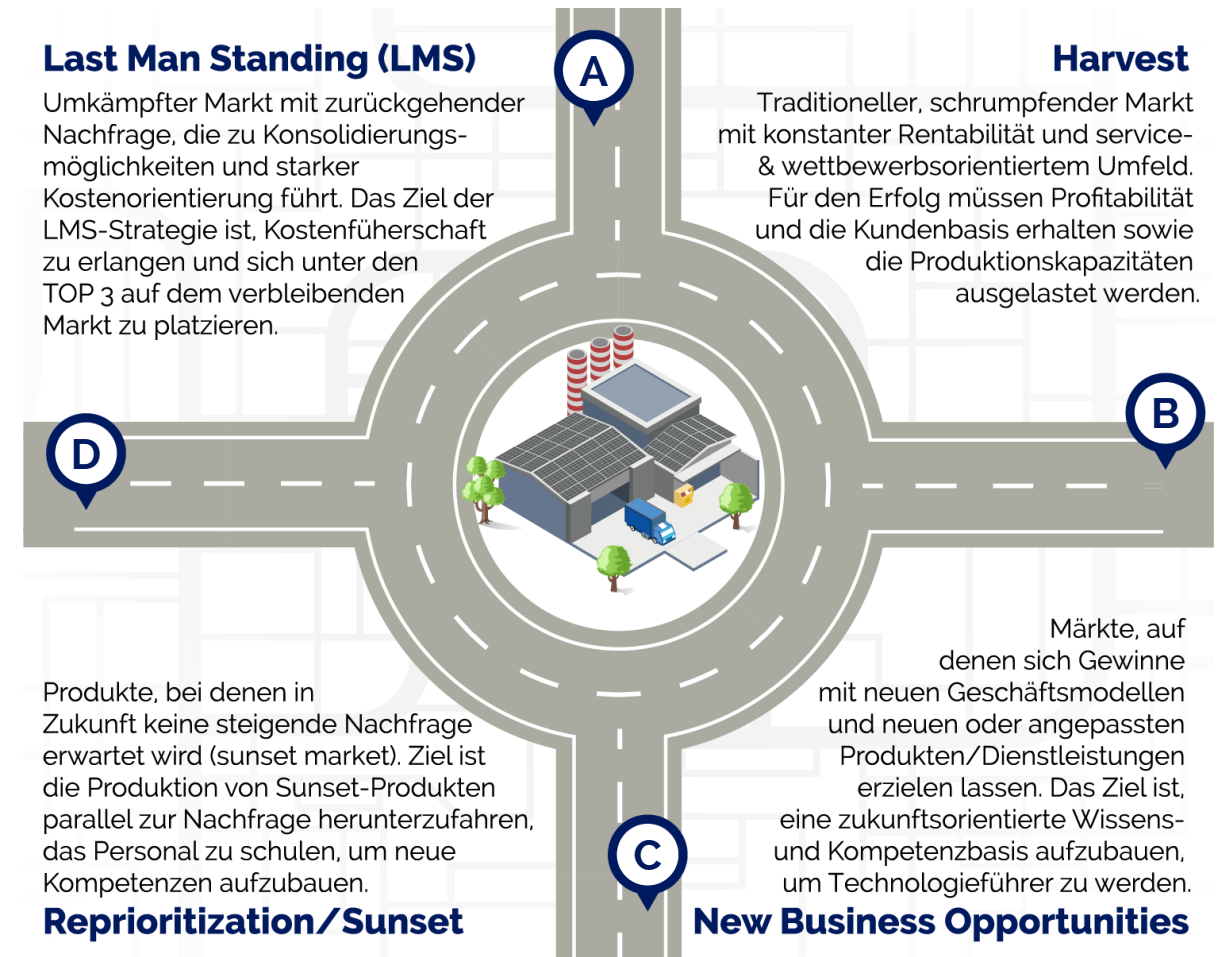 Last Man Standing (LMS)
Umkämpfter Markt mit zurückgehender
Nachfrage, die zu Konsolidierungs-
möglichkeiten und starker
Kostenorientierung führt. Das Ziel der
LMS-Strategie ist, Kostenfüherschaft
zu erlangen und sich unter den
TOP 3 auf dem verbleibenden
Markt zu platzieren.
A
Harvest
Traditioneller, schrumpfender Markt
mit konstanter Rentabilität und service-
& wettbewerbsorientiertem Umfeld.
Für den Erfolg müssen Profitabilität
und die Kundenbasis erhalten sowie
die Produktionskapazitäten
ausgelastet werden.
B
D
Produkte, bei denen in
Zukunft keine steigende Nachfrage
erwartet wird (sunset market). Ziel ist
die Produktion von Sunset-Produkten
parallel zur Nachfrage herunterzufahren,
das Personal zu schulen, um neue
Kompetenzen aufzubauen.
Reprioritization/Sunset
C
Märkte, auf
denen sich Gewinne
mit neuen Geschäftsmodellen
und neuen oder angepassten
Produkten/Dienstleistungen
erzielen lassen. Das Ziel ist,
eine zukunftsorientierte Wissens-
und Kompetenzbasis aufzubauen,
um Technologieführer zu werden.
New Business Opportunities